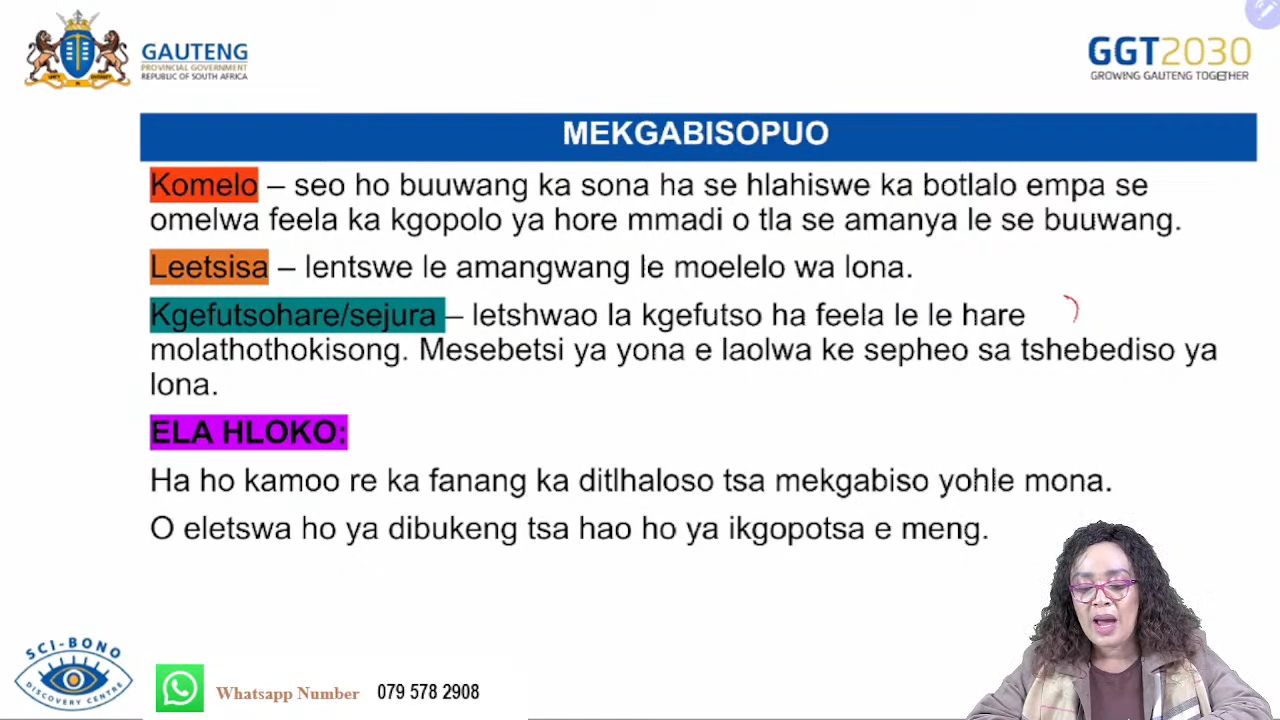 GAUTENG
PROVINCIAL GOVERNMENT
REPUBLIC OF SOUTH AFRICA
GGT2030
GROWING GAUTENG TOGETHER
MEKGABISOPUO
Komelo – seo ho buuwang ka sona ha se hlahiswe ka botlalo empa se
omelwa feela ka kgopolo ya hore mmadi o tla se amanya le se buuwang.
Leetsisa – lentswe le amangwang le moelelo wa lona.
Kgefutsohare/sejura – letshwao la kgefutso ha feela le le hare
molathothokisong. Mesebetsi ya yona e laolwa ke sepheo sa tshebediso ya
lona.
ELA HLOKO:
Ha ho kamoo re ka fanang ka ditlhaloso tsa mekgabiso yohle mona.
O eletswa ho ya dibukeng tsa hao ho ya ikgopotsa e meng.
SCI-BONO
DISCOVERY CENTRE
Whatsapp Number 079 578 2908